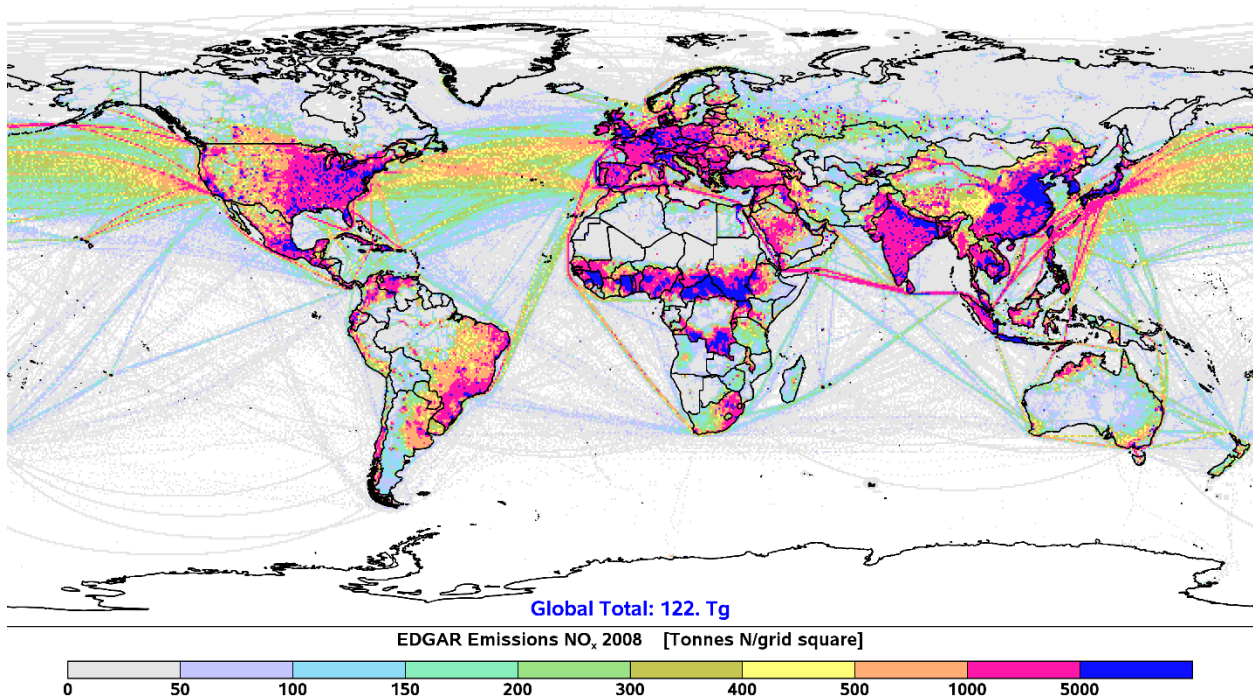 Global Total: 122. Tg
EDGAR Emissions NOₓ 2008 [Tonnes N/grid square]
0 50 100 150 200 300 400 500 1000 5000